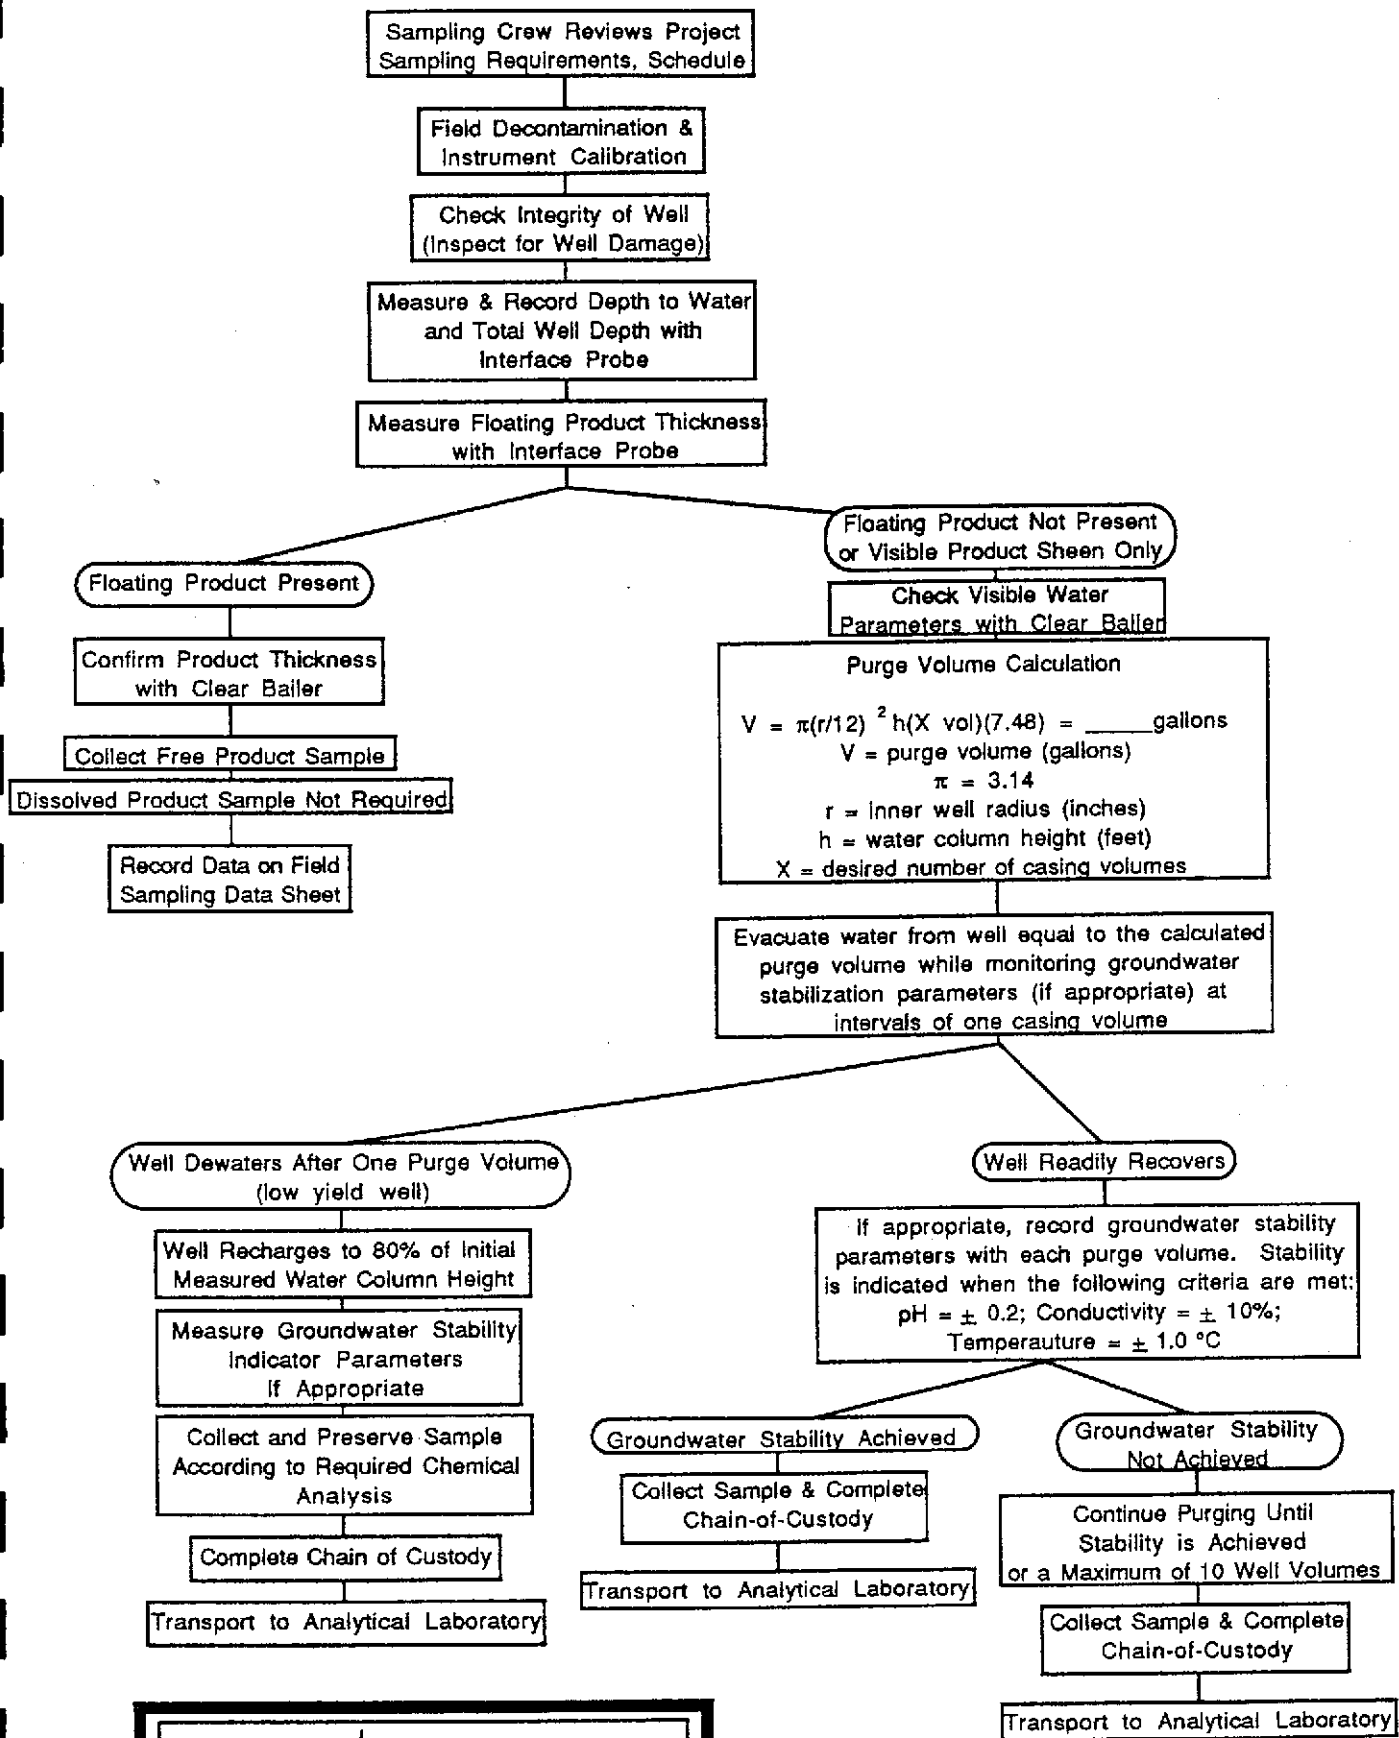 Sampling Crew Reviews Project
Sampling Requirements, Schedule
Field Decontamination &
Instrument Calibration
Check Integrity of Well
(Inspect for Well Damage)
Measure & Record Depth to Water
and Total Well Depth with
Interface Probe
Measure Floating Product Thickness
with Interface Probe
Floating Product Present
Confirm Product Thickness
with Clear Bailer
Collect Free Product Sample
Dissolved Product Sample Not Required
Record Data on Field
Sampling Data Sheet
Floating Product Not Present
or Visible Product Sheen Only
Check Visible Water
Parameters with Clear Bailer
Purge Volume Calculation
V = π(r/12) ² h(X vol)(7.48) = _____gallons
V = purge volume (gallons)
π = 3.14
r = inner well radius (inches)
h = water column height (feet)
X = desired number of casing volumes
Evacuate water from well equal to the calculated
purge volume while monitoring groundwater
stabilization parameters (if appropriate) at
intervals of one casing volume
Well Dewaters After One Purge Volume
(low yield well)
Well Recharges to 80% of Initial
Measured Water Column Height
Measure Groundwater Stability
Indicator Parameters
If Appropriate
Collect and Preserve Sample
According to Required Chemical
Analysis
Complete Chain of Custody
Transport to Analytical Laboratory
Well Readily Recovers
If appropriate, record groundwater stability
parameters with each purge volume. Stability
is indicated when the following criteria are met:
pH = ± 0.2; Conductivity = ± 10%;
Temperauture = ± 1.0 °C
Groundwater Stability Achieved
Collect Sample & Complete
Chain-of-Custody
Transport to Analytical Laboratory
Groundwater Stability
Not Achieved
Continue Purging Until
Stability is Achieved
or a Maximum of 10 Well Volumes
Collect Sample & Complete
Chain-of-Custody
Transport to Analytical Laboratory